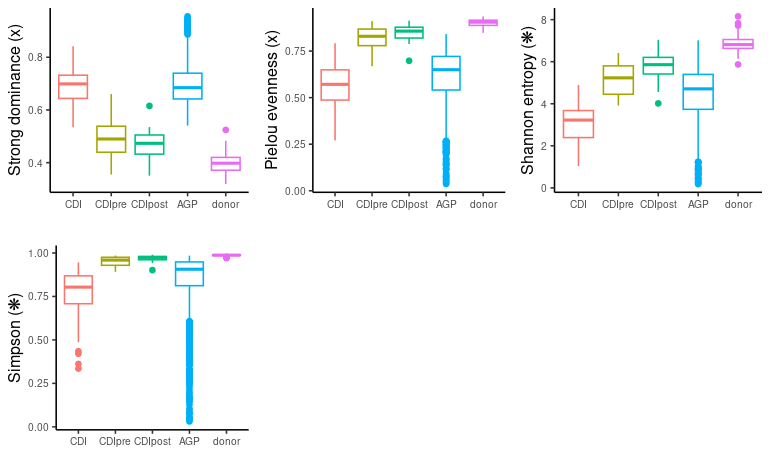 Strong dominance (x)
0.8
0.6
0.4
CDI CDIpre CDIpost AGP donor
Pielou evenness (x)
0.75
0.50
0.25
0.00
CDI CDIpre CDIpost AGP donor
Shannon entropy (⁕)
8
6
4
2
0
CDI CDIpre CDIpost AGP donor
Simpson (⁕)
1.00
0.75
0.50
0.25
0.00
CDI CDIpre CDIpost AGP donor